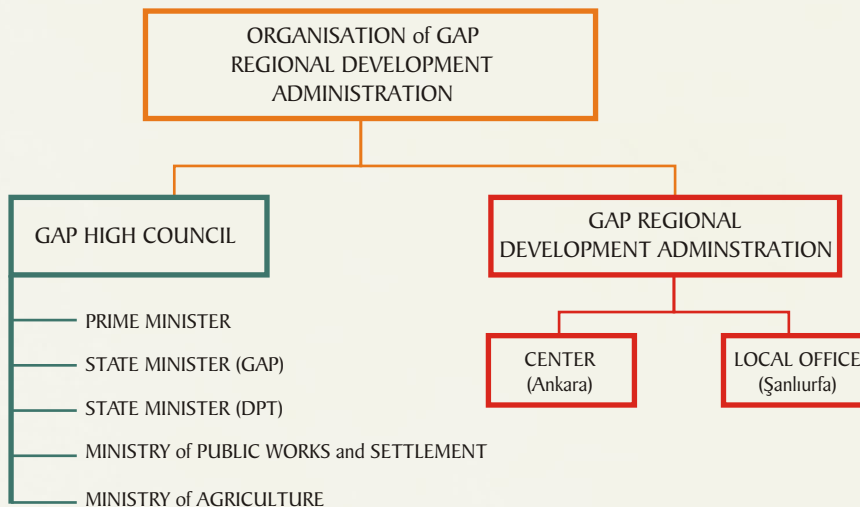 ORGANISATION of GAP
REGIONAL DEVELOPMENT
ADMINISTRATION
GAP HIGH COUNCIL
PRIME MINISTER
STATE MINISTER (GAP)
STATE MINISTER (DPT)
MINISTRY of PUBLIC WORKS and SETTLEMENT
MINISTRY of AGRICULTURE
GAP REGIONAL
DEVELOPMENT ADMINSTRATION
CENTER
(Ankara)
LOCAL OFFICE
(Şanlıurfa)